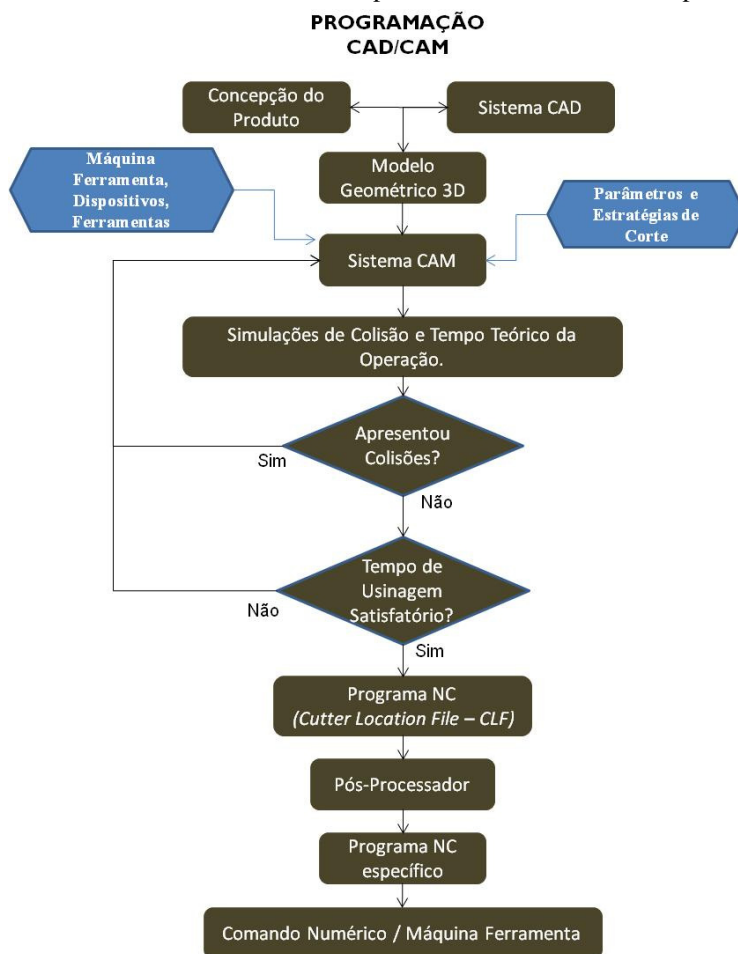 PROGRAMAÇÃO
CAD/CAM
Concepção do
Produto
Sistema CAD
Máquina
Ferramenta,
Dispositivos,
Ferramentas
Modelo
Geométrico 3D
Parâmetros e
Estratégias de
Corte
Sistema CAM
Simulações de Colisão e Tempo Teórico da
Operação.
Apresentou
Colisões?
Sim
Não
Tempo de
Usinagem
Satisfatório?
Não
Sim
Programa NC
(Cutter Location File – CLF)
Pós-Processador
Programa NC
específico
Comando Numérico / Máquina Ferramenta